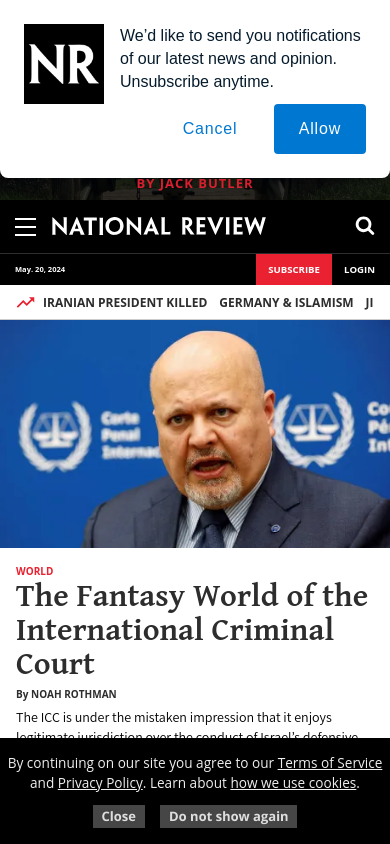 NR
We’d like to send you notifications
of our latest news and opinion.
Unsubscribe anytime.
Cancel
Allow
BY JACK BUTLER
NATIONAL REVIEW
May. 20, 2024
SUBSCRIBE
LOGIN
IRANIAN PRESIDENT KILLED GERMANY & ISLAMISM JI
Corte
Penal
Internac
WORLD
The Fantasy World of the
International Criminal
Court
By NOAH ROTHMAN
The ICC is under the mistaken impression that it enjoys
legitimate jurisdiction over the conduct of Israel’s defensive
By continuing on our site you agree to our Terms of Service
and Privacy Policy. Learn about how we use cookies.
Close
Do not show again